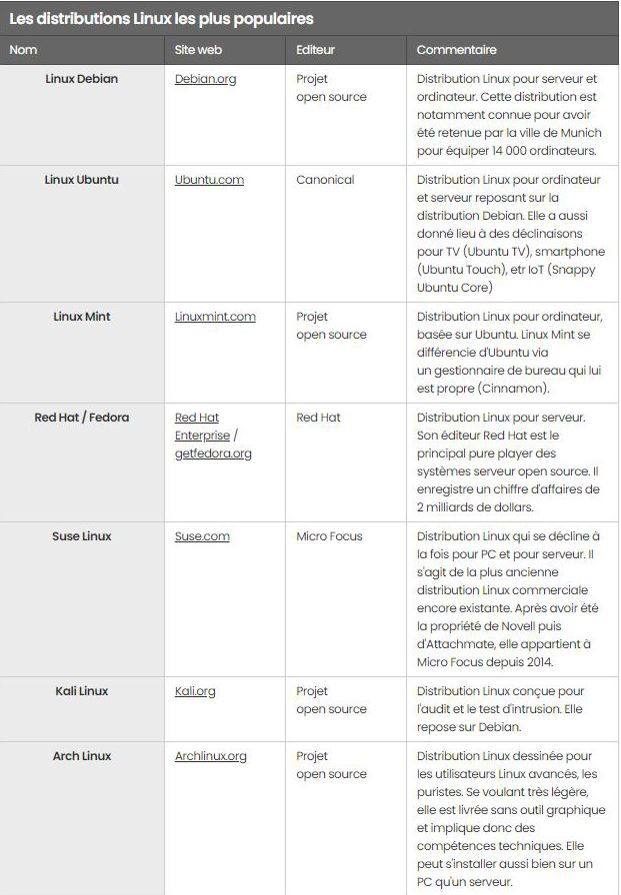 Les distributions Linux les plus populaires
Nom Site web Editeur Commentaire
Linux Debian Debian.org Projet Distribution Linux pour serveur et
open source ordinateur. Cette distribution est
notamment connue pour avoir
été retenue par la ville de Munich
pour équiper 14 000 ordinateurs.
Linux Ubuntu Ubuntu.com Canonical Distribution Linux pour ordinateur
et serveur reposant sur la
distribution Debian. Elle a aussi
donné lieu à des déclinaisons
pour TV (Ubuntu TV), smartphone
(Ubuntu Touch), etr IoT (Snappy
Ubuntu Core)
Linux Mint Linuxmint.com Projet Distribution Linux pour ordinateur,
open source basée sur Ubuntu. Linux Mint se
différencie d'Ubuntu via
un gestionnaire de bureau qui lui
est propre (Cinnamon).
Red Hat / Fedora Red Hat Red Hat Distribution Linux pour serveur.
Enterprise / Son éditeur Red Hat est le
getfedora.org principal pure player des
systèmes serveur open source. Il
enregistre un chiffre d'affaires de
2 milliards de dollars.
Suse Linux Suse.com Micro Focus Distribution Linux qui se décline à
la fois pour PC et pour serveur. Il
s'agit de la plus ancienne
distribution Linux commerciale
encore existante. Après avoir été
la propriété de Novell puis
d'Attachmate, elle appartient à
Micro Focus depuis 2014.
Kali Linux Kali.org Projet Distribution Linux conçue pour
open source l'audit et le test d'intrusion. Elle
repose sur Debian.
Arch Linux Archlinux.org Projet Distribution Linux dessinée pour
open source les utilisateurs Linux avancés, les
puristes. Se voulant très légère,
elle est livrée sans outil graphique
et implique donc des
compétences techniques. Elle
peut s'installer aussi bien sur un
PC qu'un serveur.